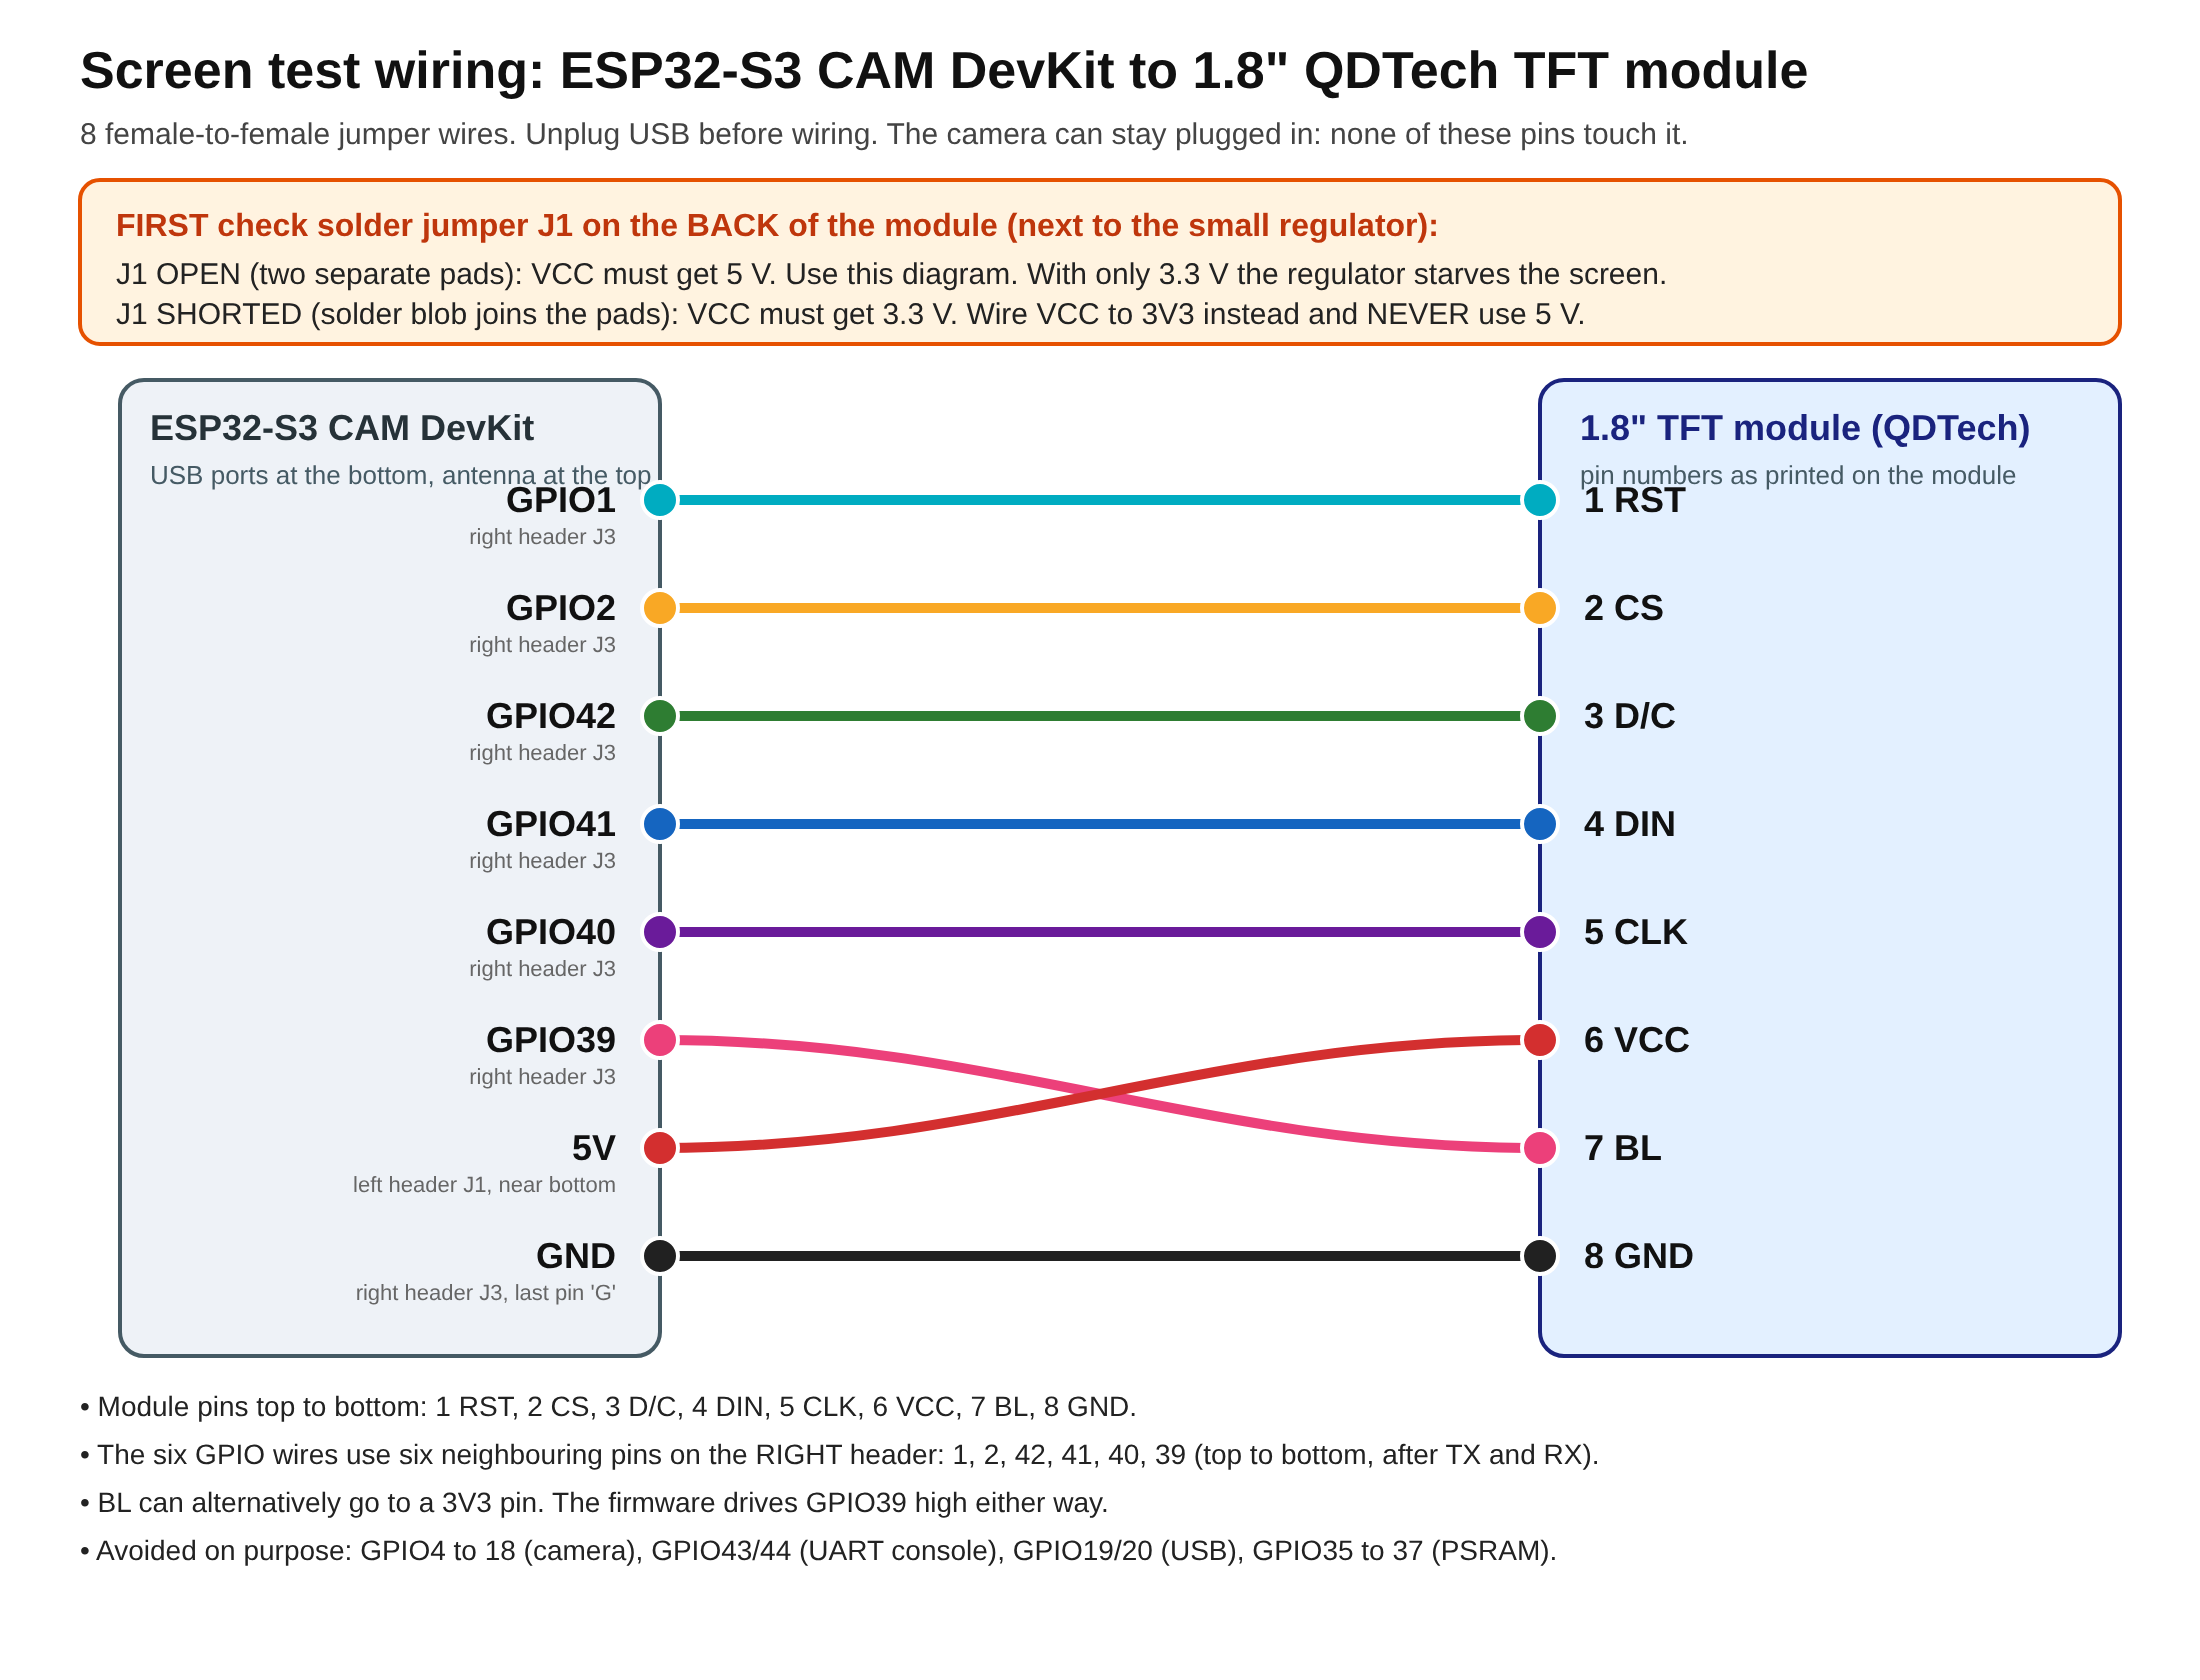 Screen test wiring: ESP32-S3 CAM DevKit to 1.8" QDTech TFT module
8 female-to-female jumper wires. Unplug USB before wiring. The camera can stay plugged in: none of these pins touch it.
FIRST check solder jumper J1 on the BACK of the module (next to the small regulator):
J1 OPEN (two separate pads): VCC must get 5 V. Use this diagram. With only 3.3 V the regulator starves the screen.
J1 SHORTED (solder blob joins the pads): VCC must get 3.3 V. Wire VCC to 3V3 instead and NEVER use 5 V.
ESP32-S3 CAM DevKit
USB ports at the bottom, antenna at the top
GPIO1
right header J3
GPIO2
right header J3
GPIO42
right header J3
GPIO41
right header J3
GPIO40
right header J3
GPIO39
right header J3
5V
left header J1, near bottom
GND
right header J3, last pin 'G'
1.8" TFT module (QDTech)
pin numbers as printed on the module
1 RST
2 CS
3 D/C
4 DIN
5 CLK
6 VCC
7 BL
8 GND
• Module pins top to bottom: 1 RST, 2 CS, 3 D/C, 4 DIN, 5 CLK, 6 VCC, 7 BL, 8 GND.
• The six GPIO wires use six neighbouring pins on the RIGHT header: 1, 2, 42, 41, 40, 39 (top to bottom, after TX and RX).
• BL can alternatively go to a 3V3 pin. The firmware drives GPIO39 high either way.
• Avoided on purpose: GPIO4 to 18 (camera), GPIO43/44 (UART console), GPIO19/20 (USB), GPIO35 to 37 (PSRAM).